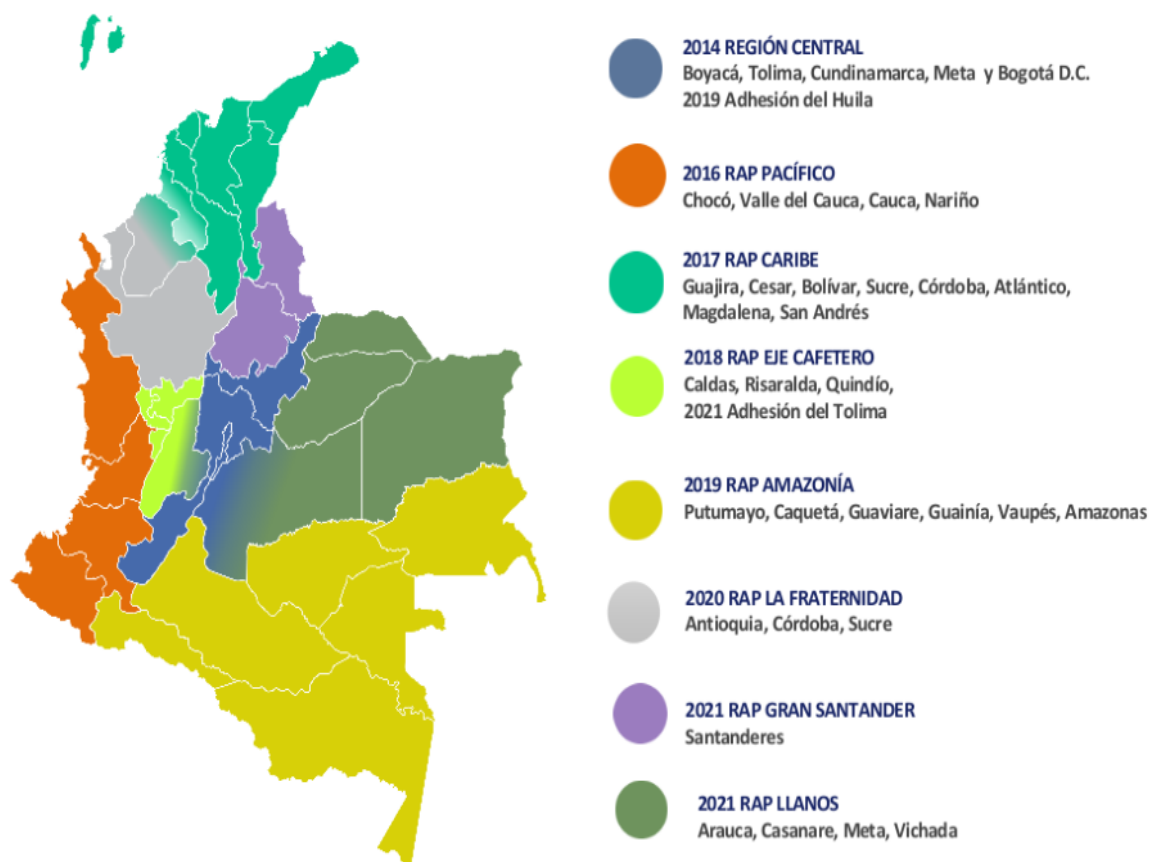 2014 REGIÓN CENTRAL
Boyacá, Tolima, Cundinamarca, Meta y Bogotá D.C.
2019 Adhesión del Huila
2016 RAP PACÍFICO
Chocó, Valle del Cauca, Cauca, Nariño
2017 RAP CARIBE
Guajira, Cesar, Bolívar, Sucre, Córdoba, Atlántico,
Magdalena, San Andrés
2018 RAP EJE CAFETERO
Caldas, Risaralda, Quindío,
2021 Adhesión del Tolima
2019 RAP AMAZONÍA
Putumayo, Caquetá, Guaviare, Guainía, Vaupés, Amazonas
2020 RAP LA FRATERNIDAD
Antioquia, Córdoba, Sucre
2021 RAP GRAN SANTANDER
Santanderes
2021 RAP LLANOS
Arauca, Casanare, Meta, Vichada